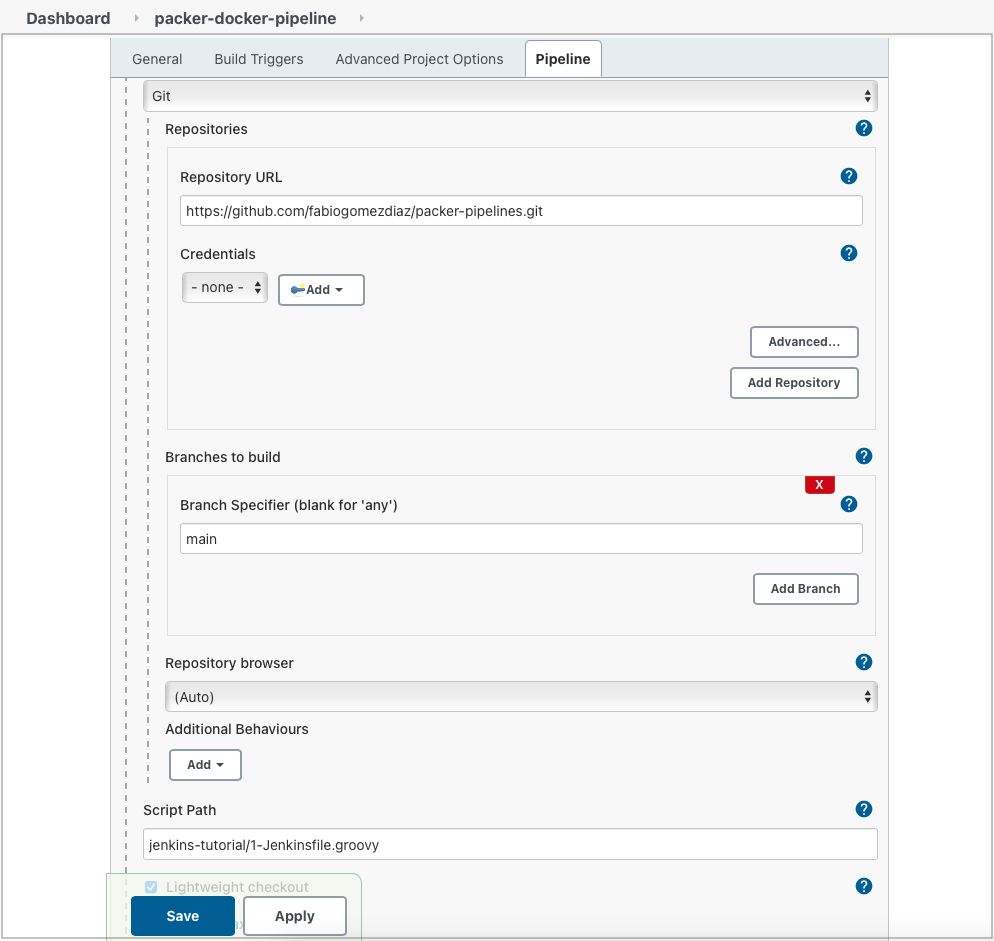 Dashboard packer-docker-pipeline
General Build Triggers Advanced Project Options Pipeline
Git
Repositories ?
Repository URL ?
https://github.com/fabiogomezdiaz/packer-pipelines.git
Credentials ?
- none - Add
Advanced...
Add Repository
Branches to build ?
X
Branch Specifier (blank for 'any') ?
main
Add Branch
Repository browser ?
(Auto)
Additional Behaviours
Add
Script Path ?
jenkins-tutorial/1-Jenkinsfile.groovy
Lightweight checkout ?
Save Apply